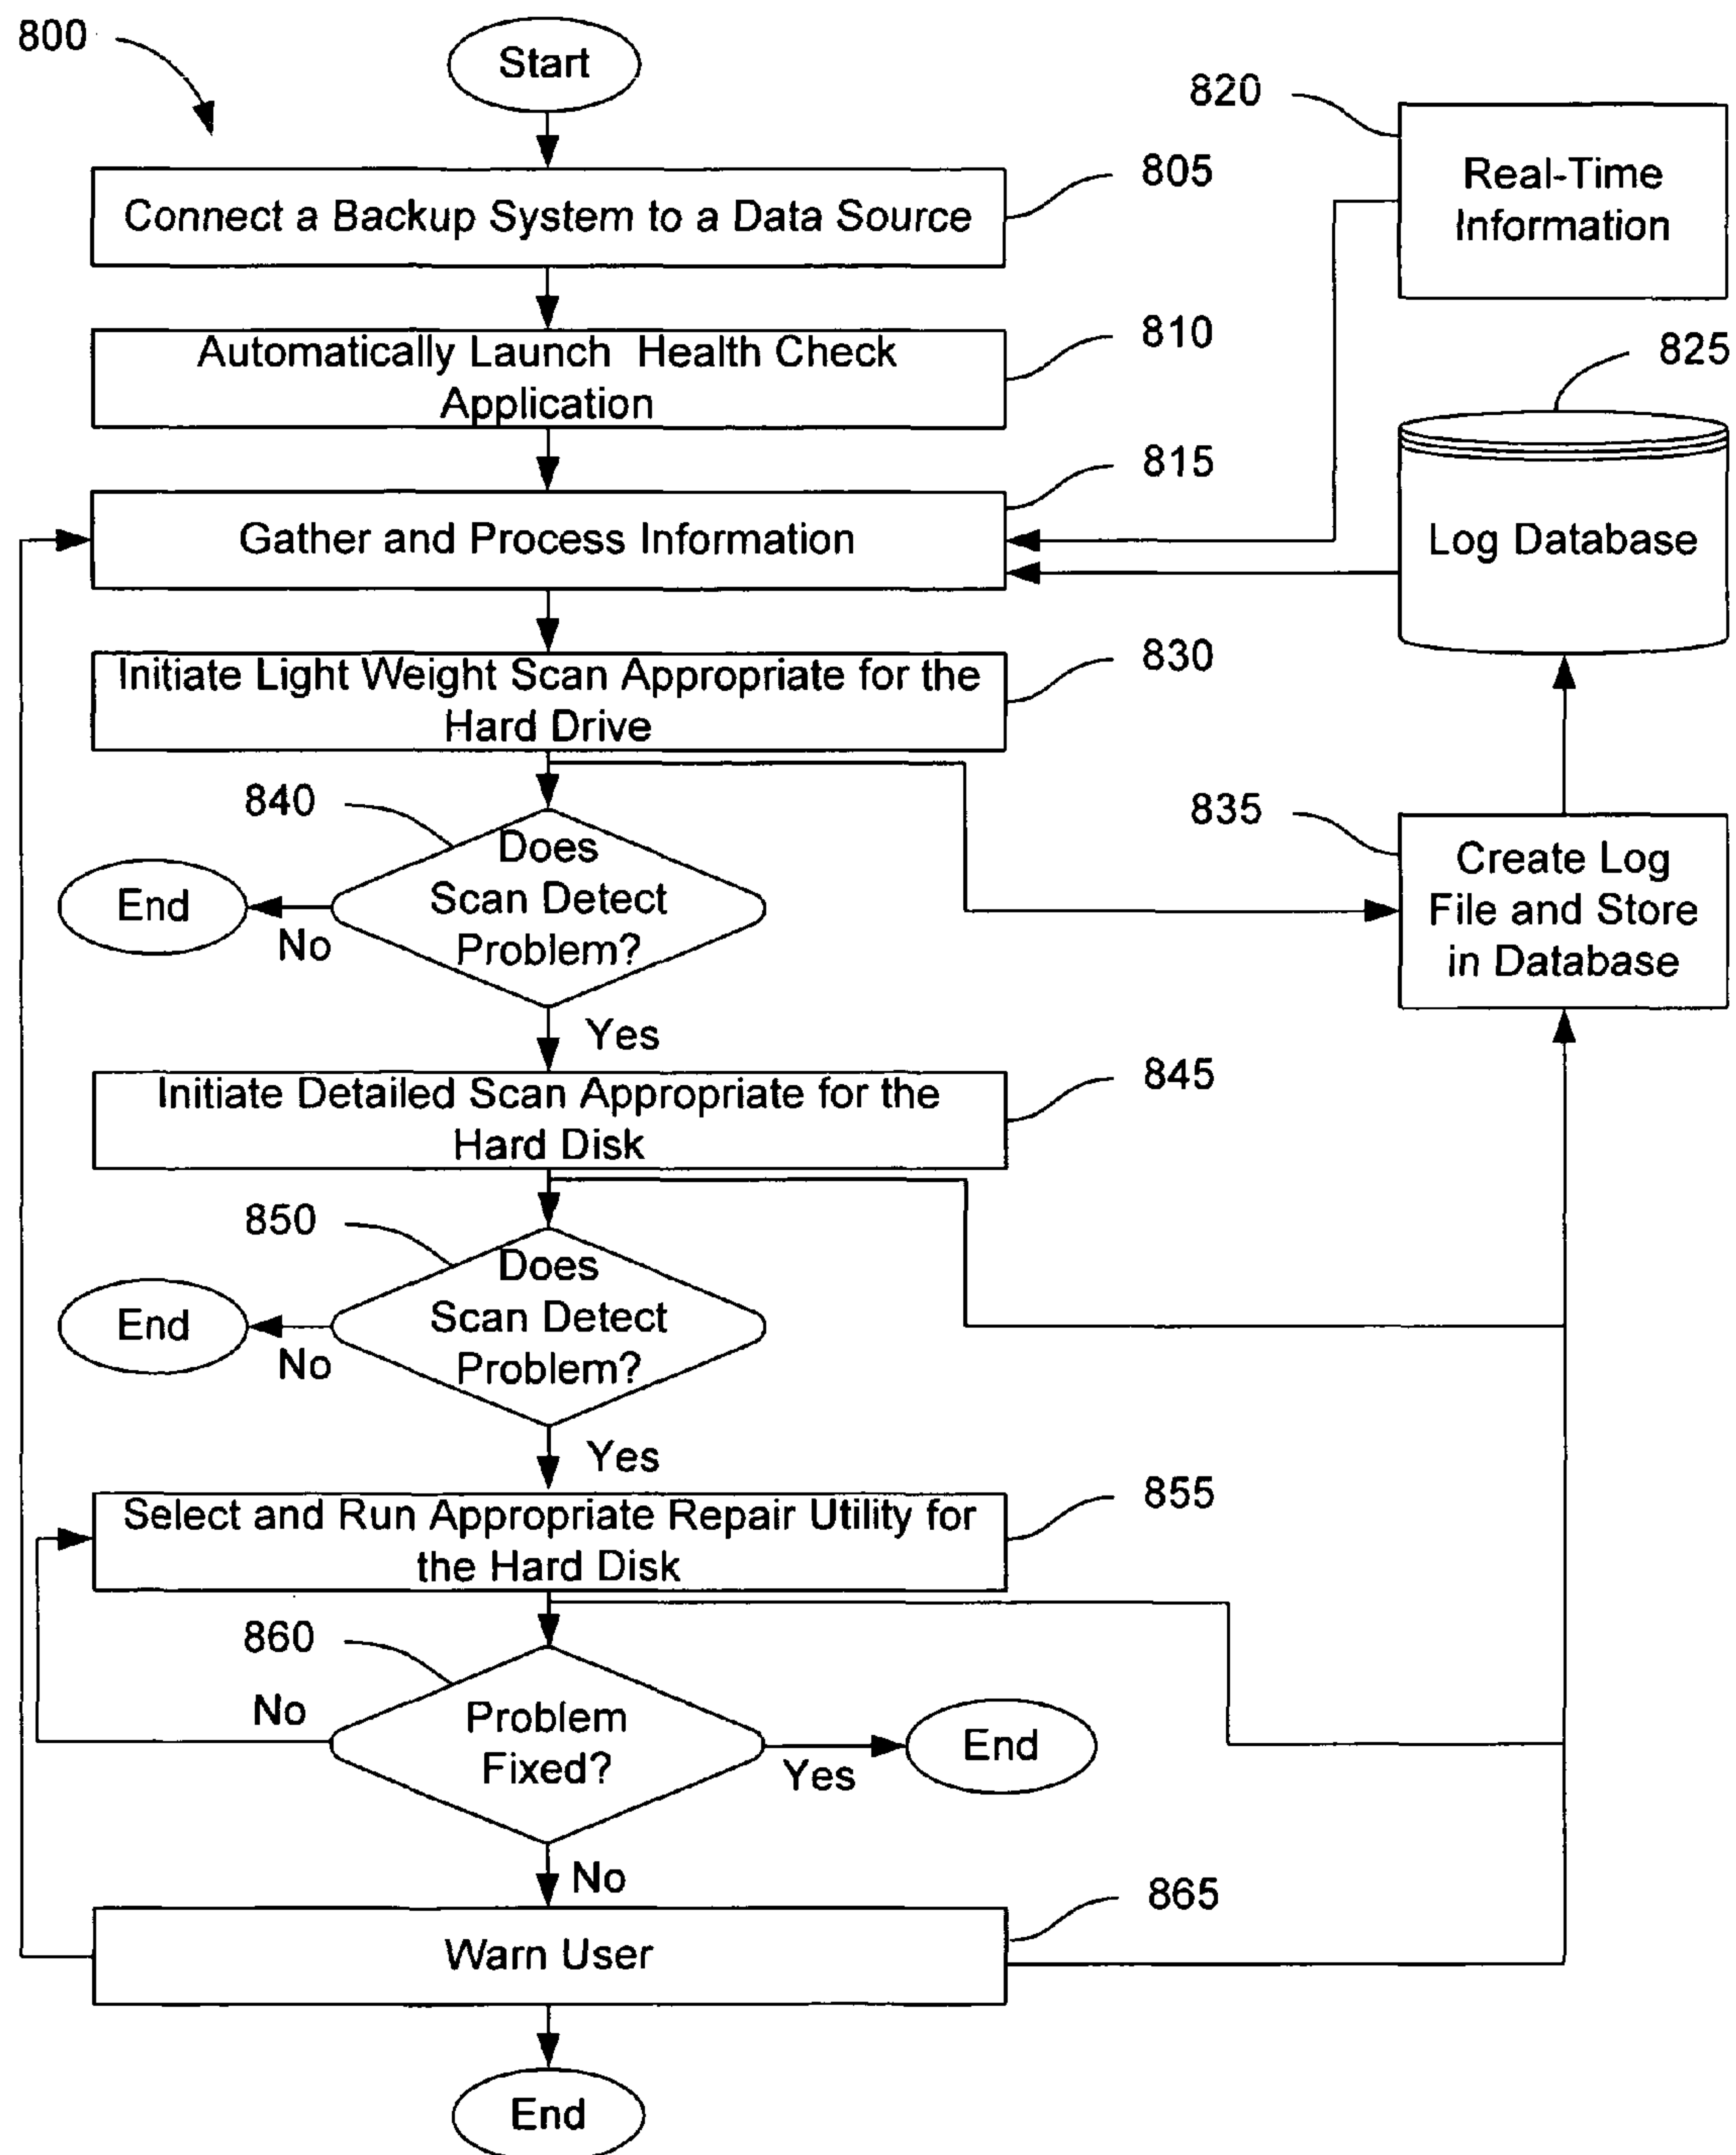 800
Start
820
Real-Time
Information
805
Connect a Backup System to a Data Source
810
Automatically Launch Health Check
Application
825
Log Database
815
Gather and Process Information
830
Initiate Light Weight Scan Appropriate for the
Hard Drive
840
Does
Scan Detect
Problem?
End
No
835
Create Log
File and Store
in Database
Yes
845
Initiate Detailed Scan Appropriate for the
Hard Disk
850
Does
Scan Detect
Problem?
End
No
Yes
855
Select and Run Appropriate Repair Utility for
the Hard Disk
860
No
Problem
Fixed?
Yes
End
No
865
Warn User
End